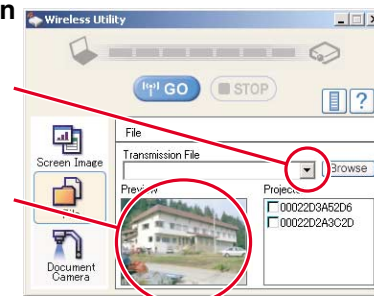 n
Wireless Utility
GO
STOP
?
File
Transmission File
Browse
Screen Image
Preview
Project
00022D3A52D6
00022D2A3C2D
Document
Camera